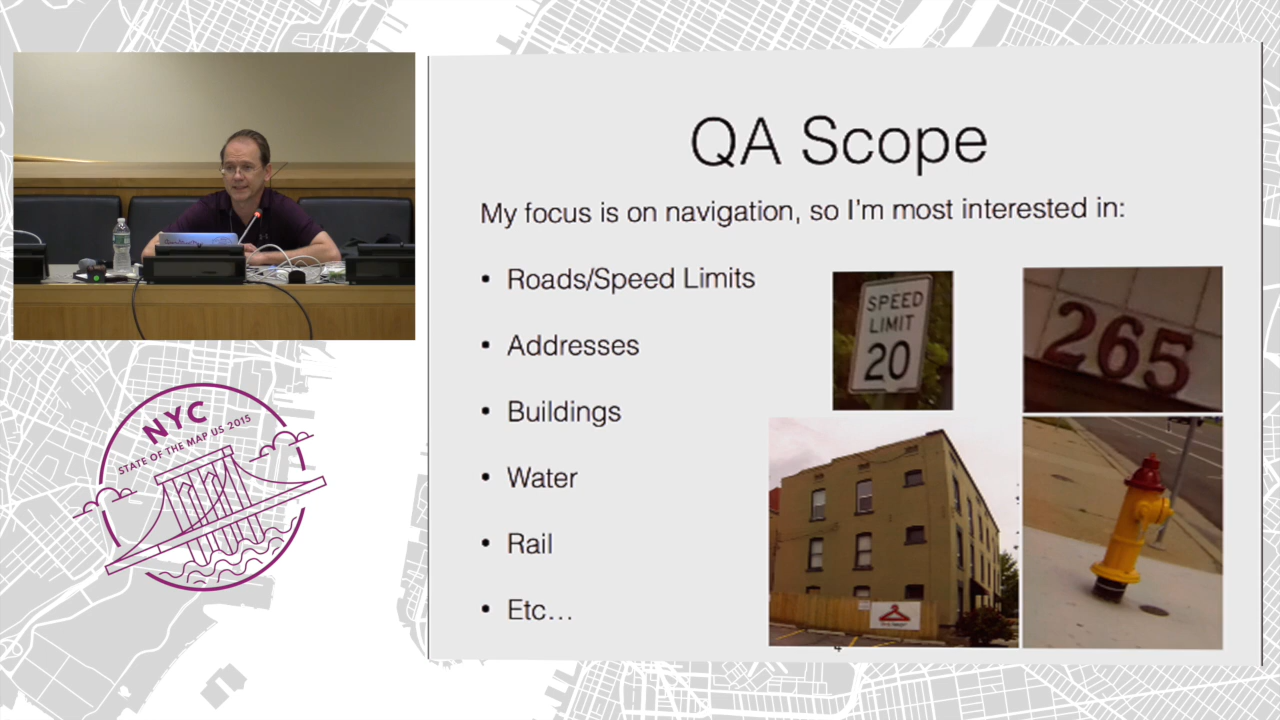 NYC
STATE OF THE MAP US 2015
QA Scope
My focus is on navigation, so I'm most interested in:
• Roads/Speed Limits
• Addresses
• Buildings
• Water
• Rail
• Etc...
SPEED
LIMIT
20
265
4